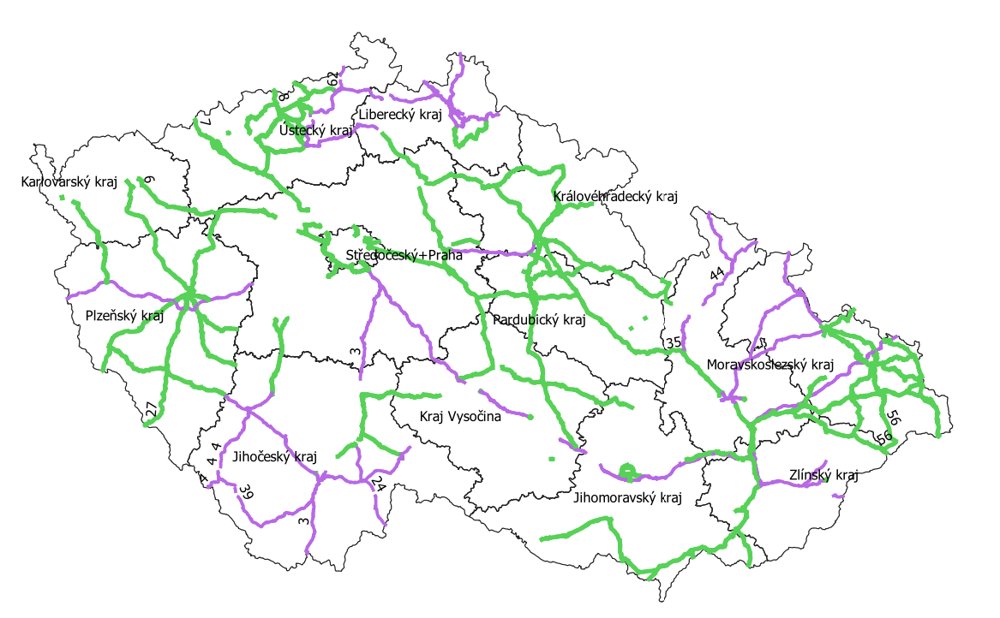 62
8
7
Liberecký kraj
Ústecký kraj
Karlovarský kraj
6
Královéhradecký kraj
Středočeský+Praha
44
Plzeňský kraj
Pardubický kraj
35
3
Moravskoslezský kraj
27
Kraj Vysočina
56
56
4
4
Jihočeský kraj
4
Zlínský kraj
24
39
Jihomoravský kraj
3